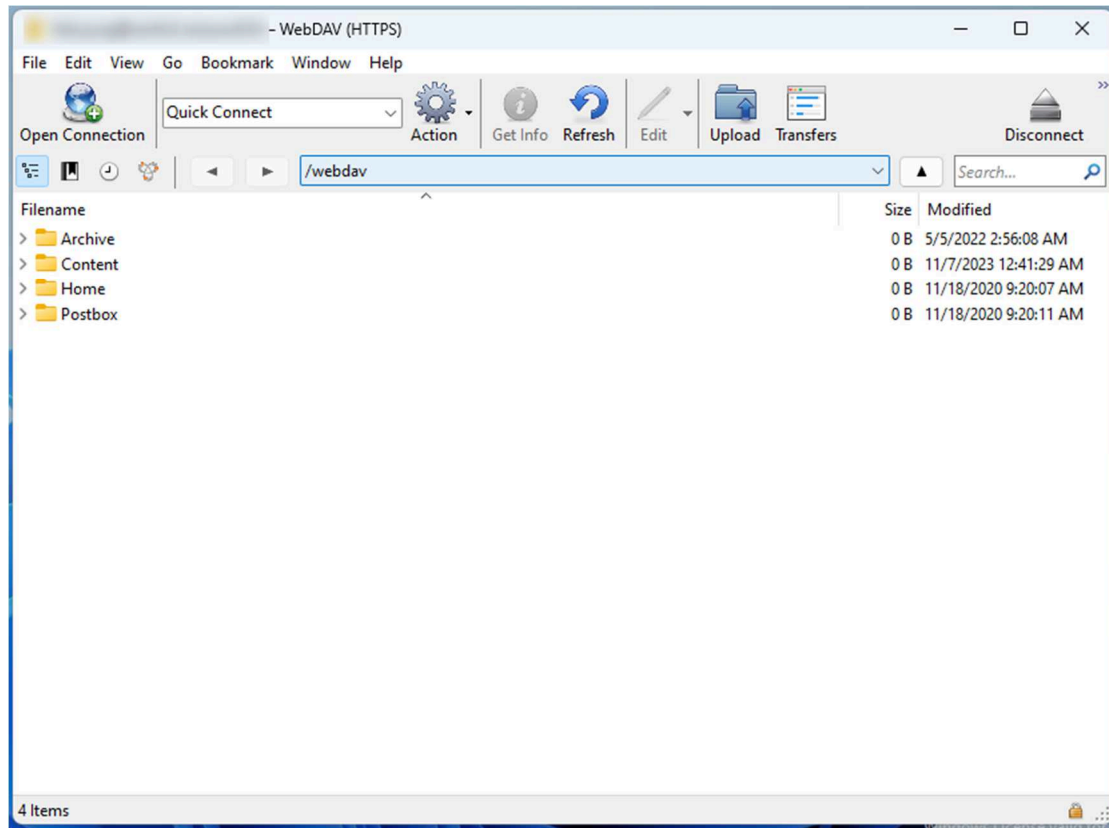 – WebDAV (HTTPS)
File Edit View Go Bookmark Window Help
Open Connection Quick Connect Action Get Info Refresh Edit Upload Transfers Disconnect
/webdav Search...
Filename Size Modified
Archive 0 B 5/5/2022 2:56:08 AM
Content 0 B 11/7/2023 12:41:29 AM
Home 0 B 11/18/2020 9:20:07 AM
Postbox 0 B 11/18/2020 9:20:11 AM
4 Items